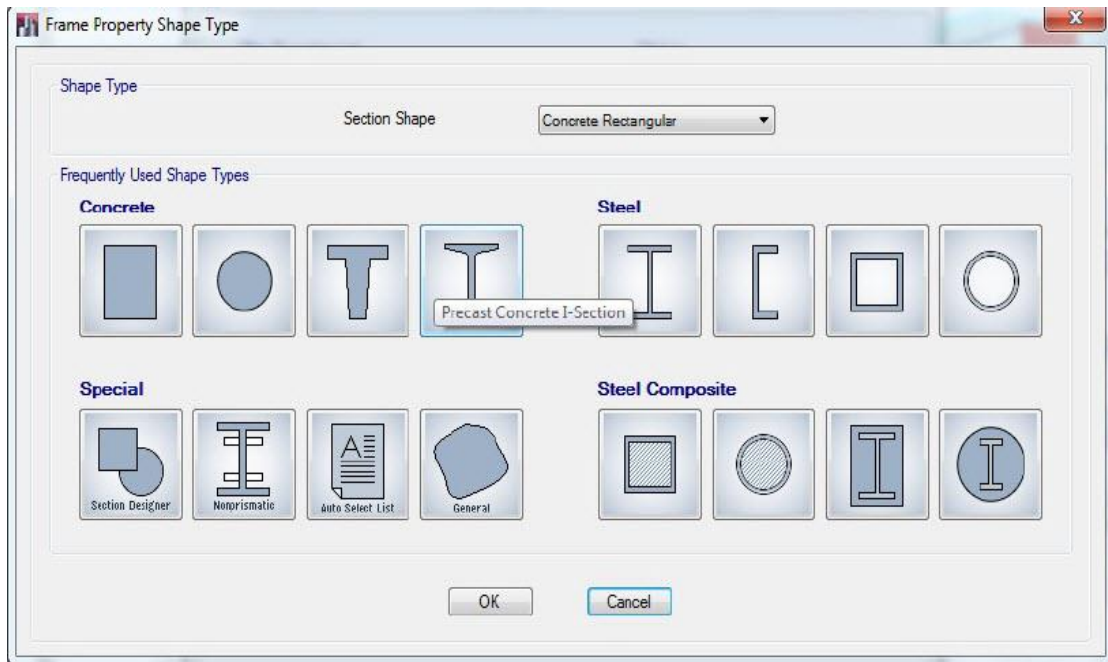 Frame Property Shape Type
Shape Type
Section Shape
Concrete Rectangular
Frequently Used Shape Types
Concrete
Steel
Precast Concrete I-Section
Special
Steel Composite
Section Designer
Nonprismatic
A
Auto Select List
General
OK
Cancel